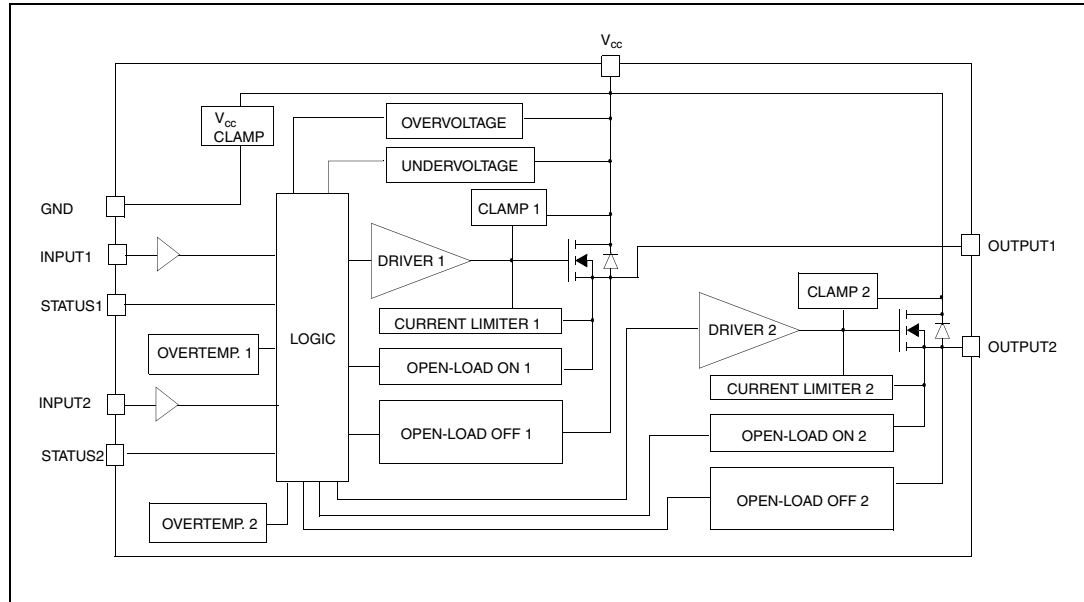 Vcc
Vcc
CLAMP
OVERVOLTAGE
UNDERVOLTAGE
GND
CLAMP 1
INPUT1
DRIVER 1
OUTPUT1
STATUS1
CLAMP 2
CURRENT LIMITER 1
DRIVER 2
LOGIC
OVERTEMP. 1
OUTPUT2
OPEN-LOAD ON 1
CURRENT LIMITER 2
INPUT2
OPEN-LOAD OFF 1
OPEN-LOAD ON 2
STATUS2
OPEN-LOAD OFF 2
OVERTEMP. 2